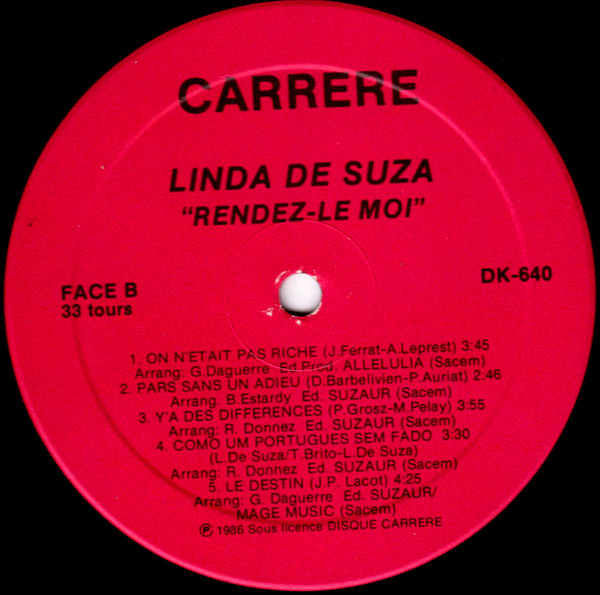 CARRERE
LINDA DE SUZA
“RENDEZ-LE MOI”
FACE B
33 tours
DK-640
1. ON N'ETAIT PAS RICHE (J.Ferrat-A.Leprest) 3:45
Arrang: G.Daguerre Ed.Prod. ALLELULIA (Sacem)
2. PARS SANS UN ADIEU (D.Barbelivien-P.Auriat) 2:46
Arrang. B.Estardy Ed. SUZAUR (Sacem)
3. Y'A DES DIFFERENCES (P.Grosz-M.Pelay) 3:55
Arrang: R. Donnez Ed. SUZAUR (Sacem)
4. COMO UM PORTUGUES SEM FADO 3:30
(L.De Suza/T.Brito-L.De Suza)
Arrang: R. Donnez Ed. SUZAUR (Sacem)
5. LE DESTIN (J.P. Lacot) 4:25
Arrang: G. Daguerre Ed. SUZAUR/
MAGE MUSIC (Sacem)
℗ 1986 Sous licence DISQUE CARRERE